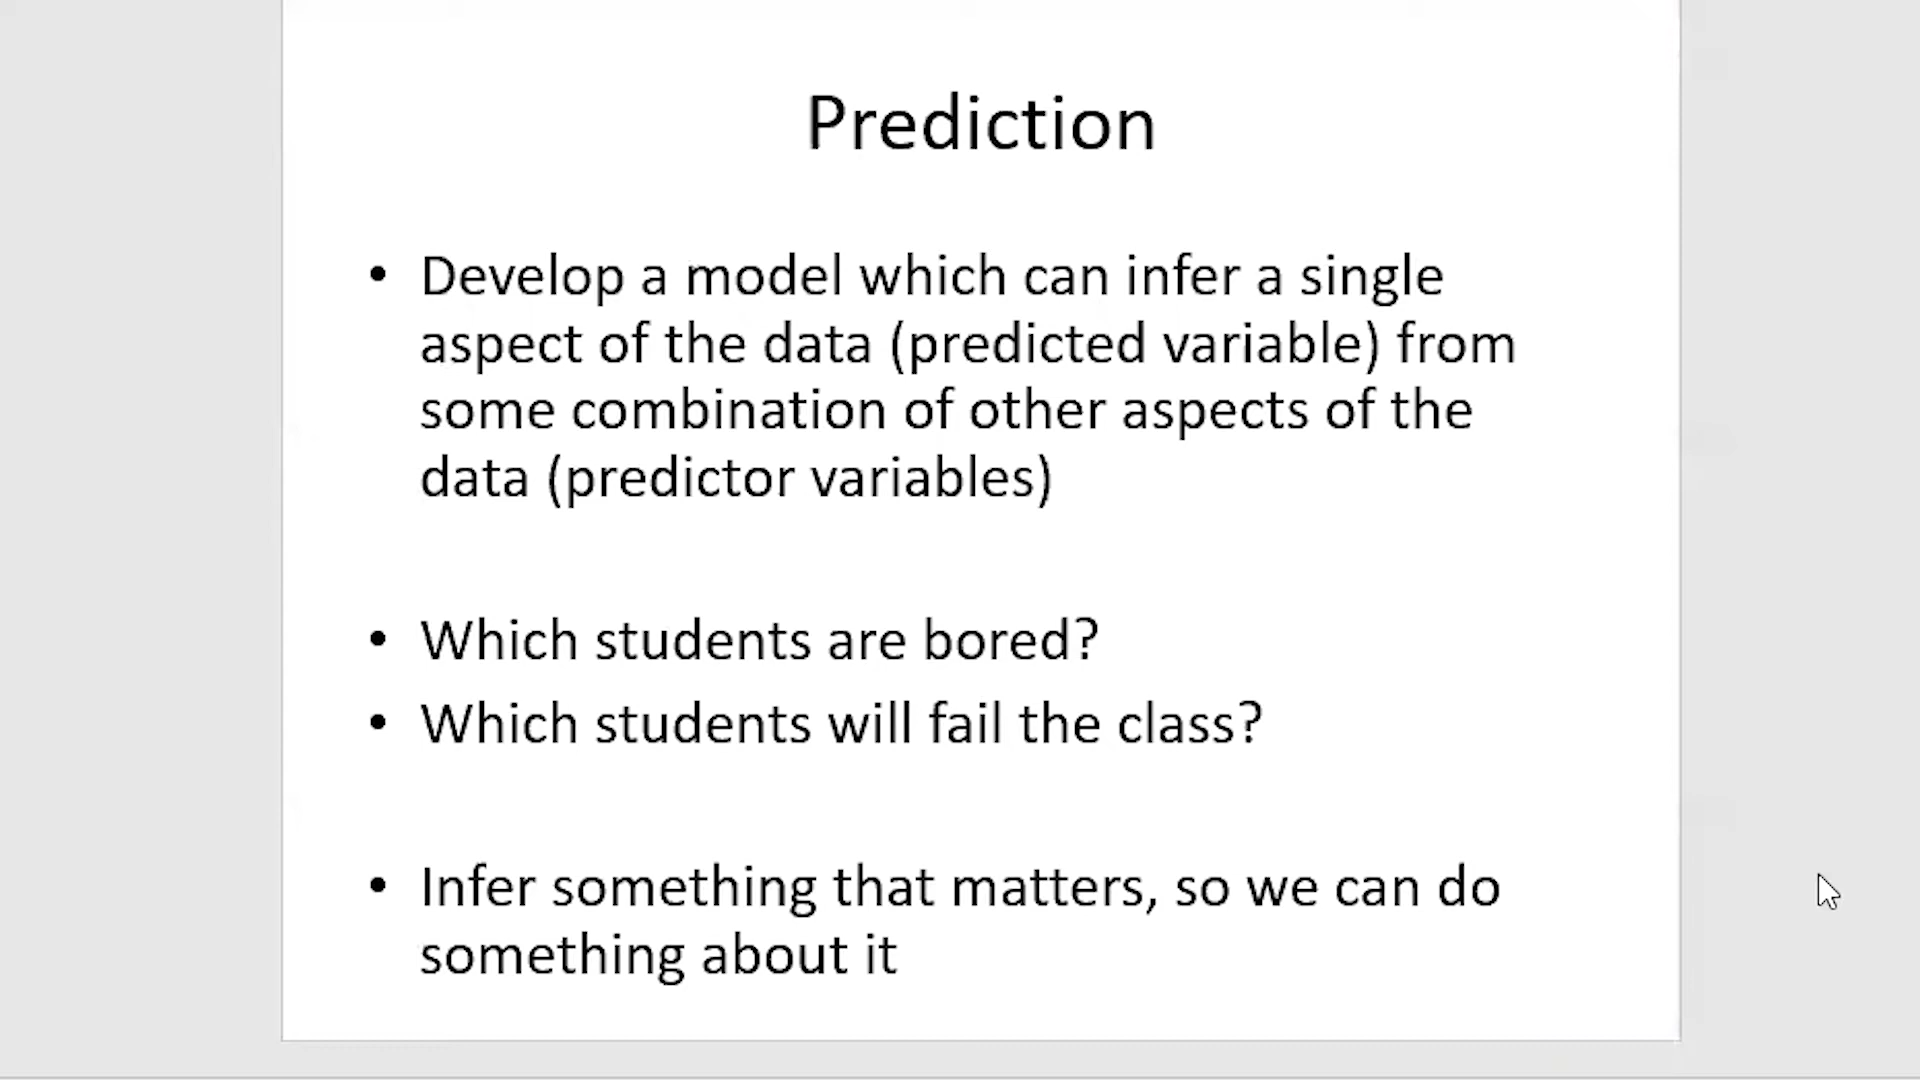 Prediction
• Develop a model which can infer a single
aspect of the data (predicted variable) from
some combination of other aspects of the
data (predictor variables)
• Which students are bored?
• Which students will fail the class?
• Infer something that matters, so we can do
something about it